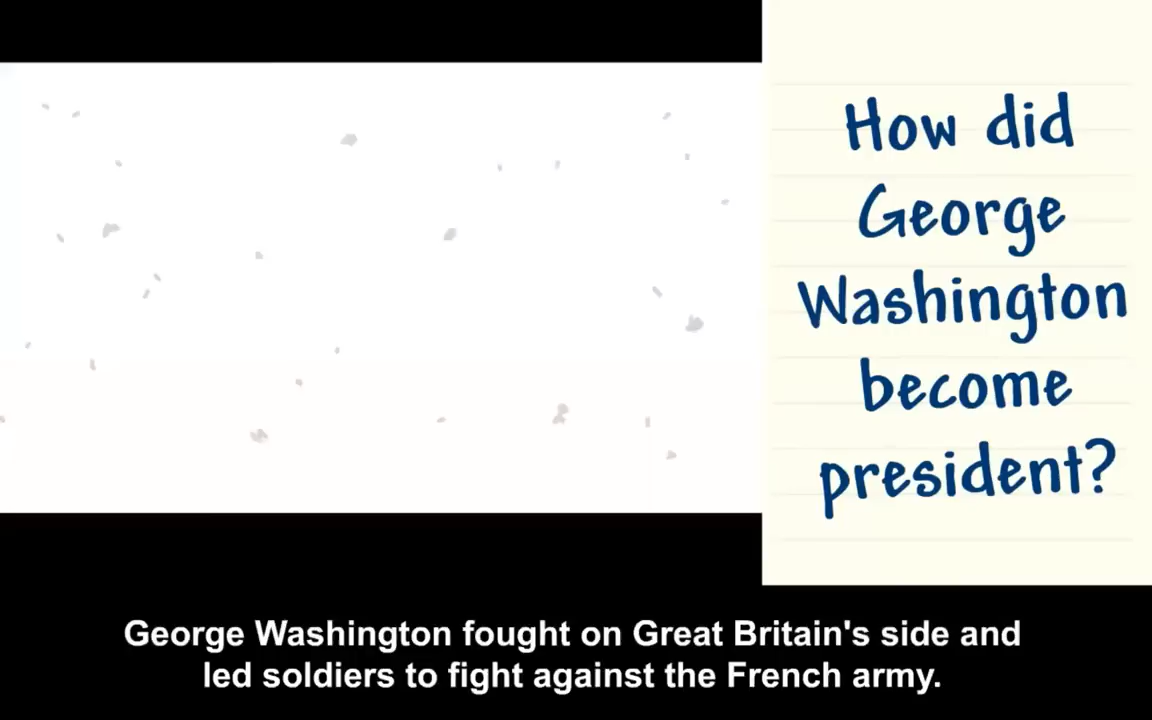 How did
George
Washington
become
president?
George Washington fought on Great Britain's side and
led soldiers to fight against the French army.